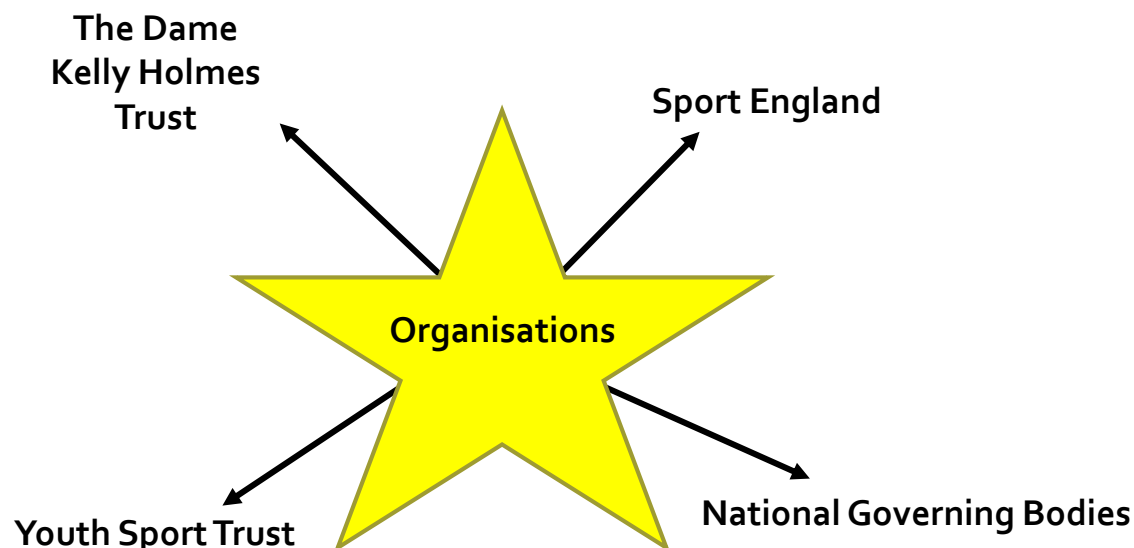 The Dame
Kelly Holmes
Trust
Sport England
Organisations
Youth Sport Trust
National Governing Bodies